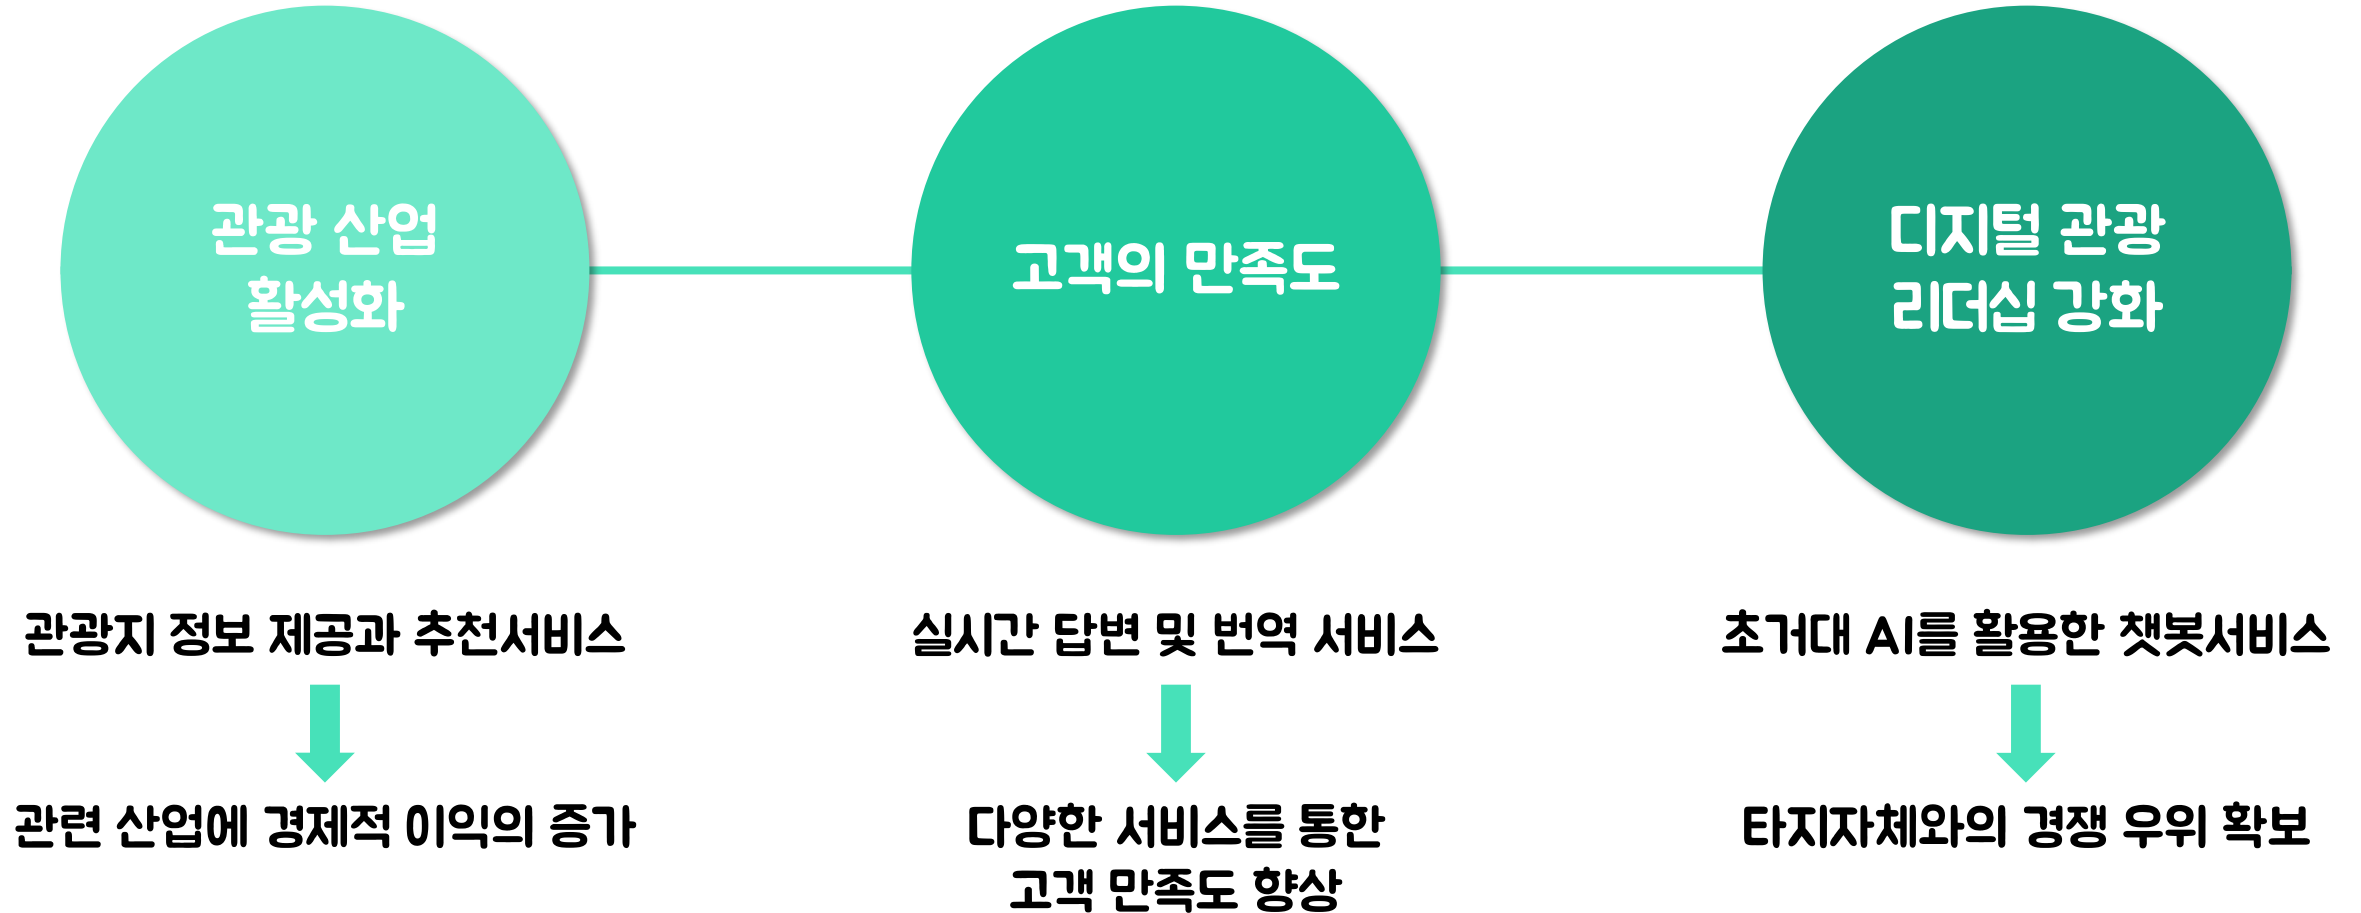 관광 산업
활성화
고객의 만족도
디지털 관광
리더십 강화
관광지 정보 제공과 추천서비스
실시간 답변 및 번역 서비스
초거대 AI를 활용한 챗봇서비스
관련 산업에 경제적 이익의 증가
다양한 서비스를 통한
고객 만족도 향상
타지자체와의 경쟁 우위 확보